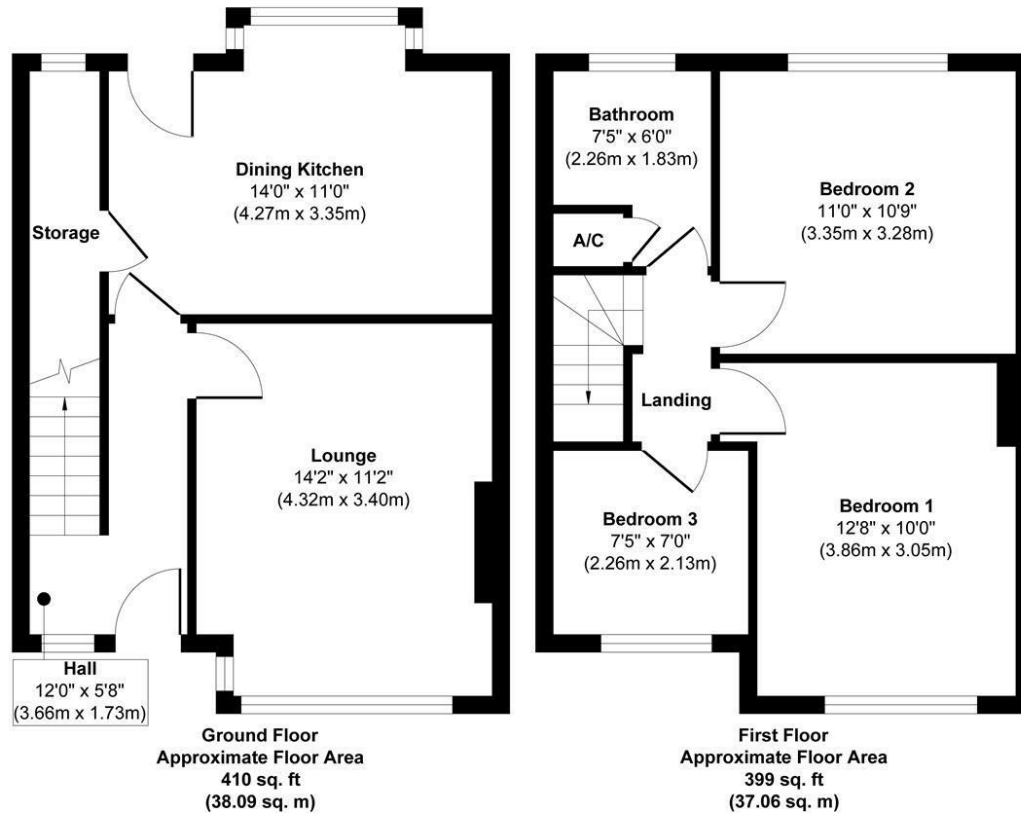 Dining Kitchen
14'0" x 11'0"
(4.27m x 3.35m)
Storage
Lounge
14'2" x 11'2"
(4.32m x 3.40m)
Hall
12'0" x 5'8"
(3.66m x 1.73m)
Ground Floor
Approximate Floor Area
410 sq. ft
(38.09 sq. m)
Bathroom
7'5" x 6'0"
(2.26m x 1.83m)
Bedroom 2
11'0" x 10'9"
(3.35m x 3.28m)
A/C
Landing
Bedroom 1
12'8" x 10'0"
(3.86m x 3.05m)
Bedroom 3
7'5" x 7'0"
(2.26m x 2.13m)
First Floor
Approximate Floor Area
399 sq. ft
(37.06 sq. m)